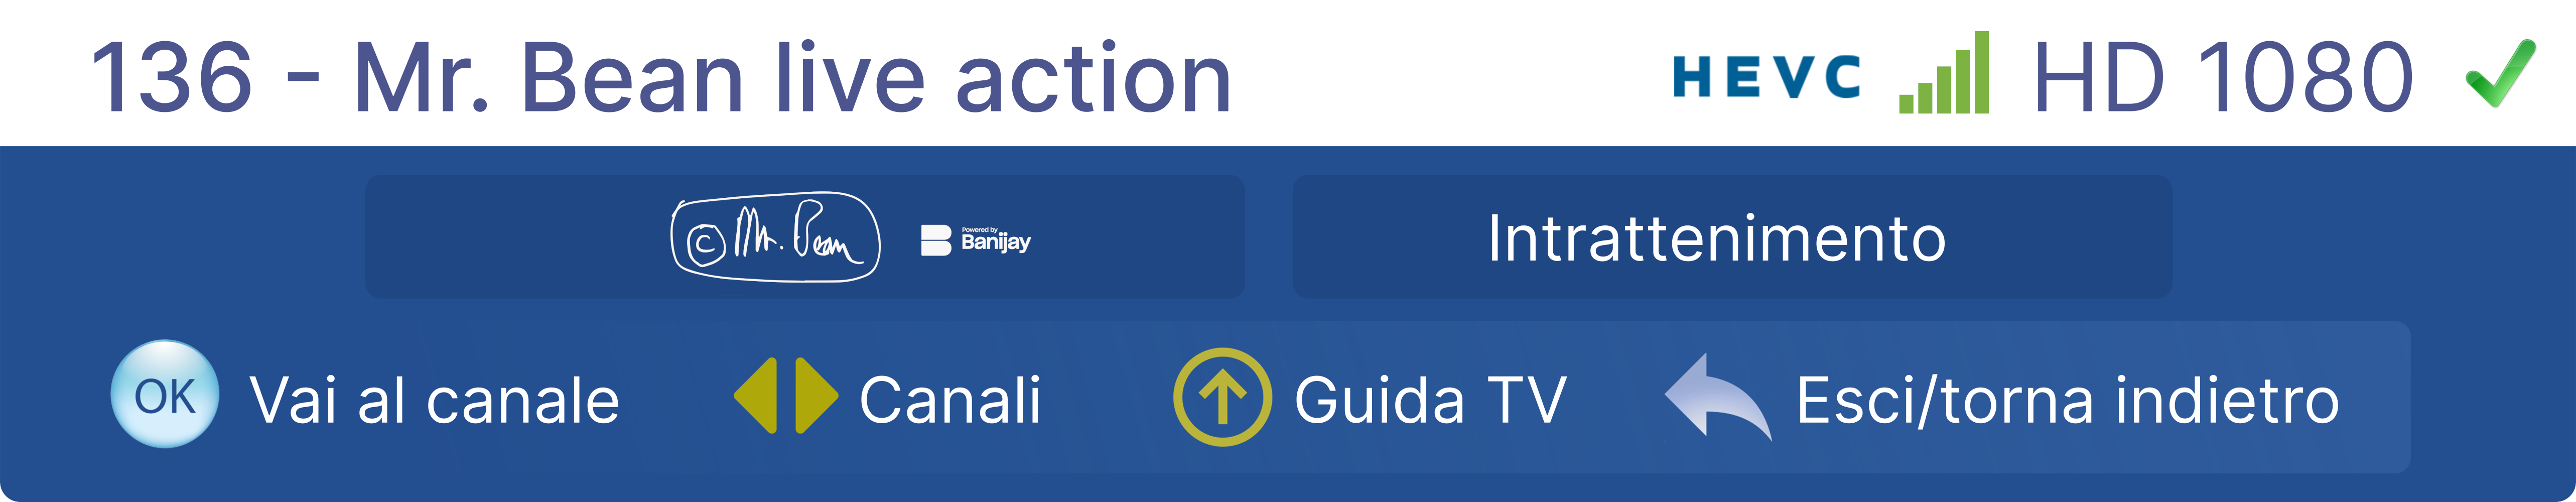 136 - Mr. Bean live action HEVC HD 1080
© Mr. Bean Powered by Banijay Intrattenimento
OK Vai al canale Canali Guida TV Esci/torna indietro